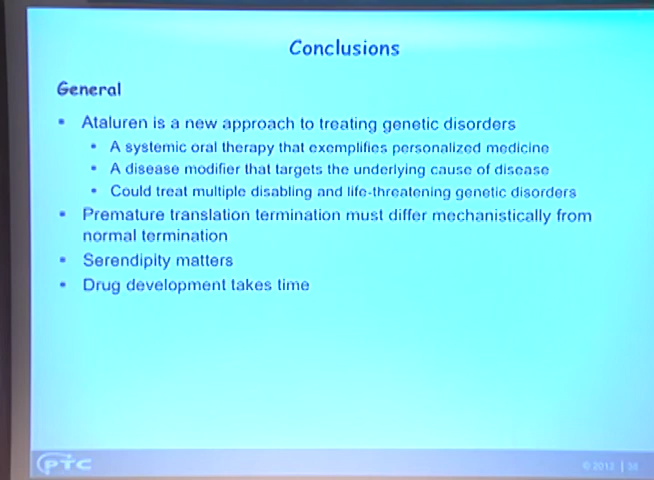 Conclusions
General
• Ataluren is a new approach to treating genetic disorders
• A systemic oral therapy that exemplifies personalized medicine
• A disease modifier that targets the underlying cause of disease
• Could treat multiple disabling and life-threatening genetic disorders
• Premature translation termination must differ mechanistically from
normal termination
• Serendipity matters
• Drug development takes time
PTC
© 2012 |